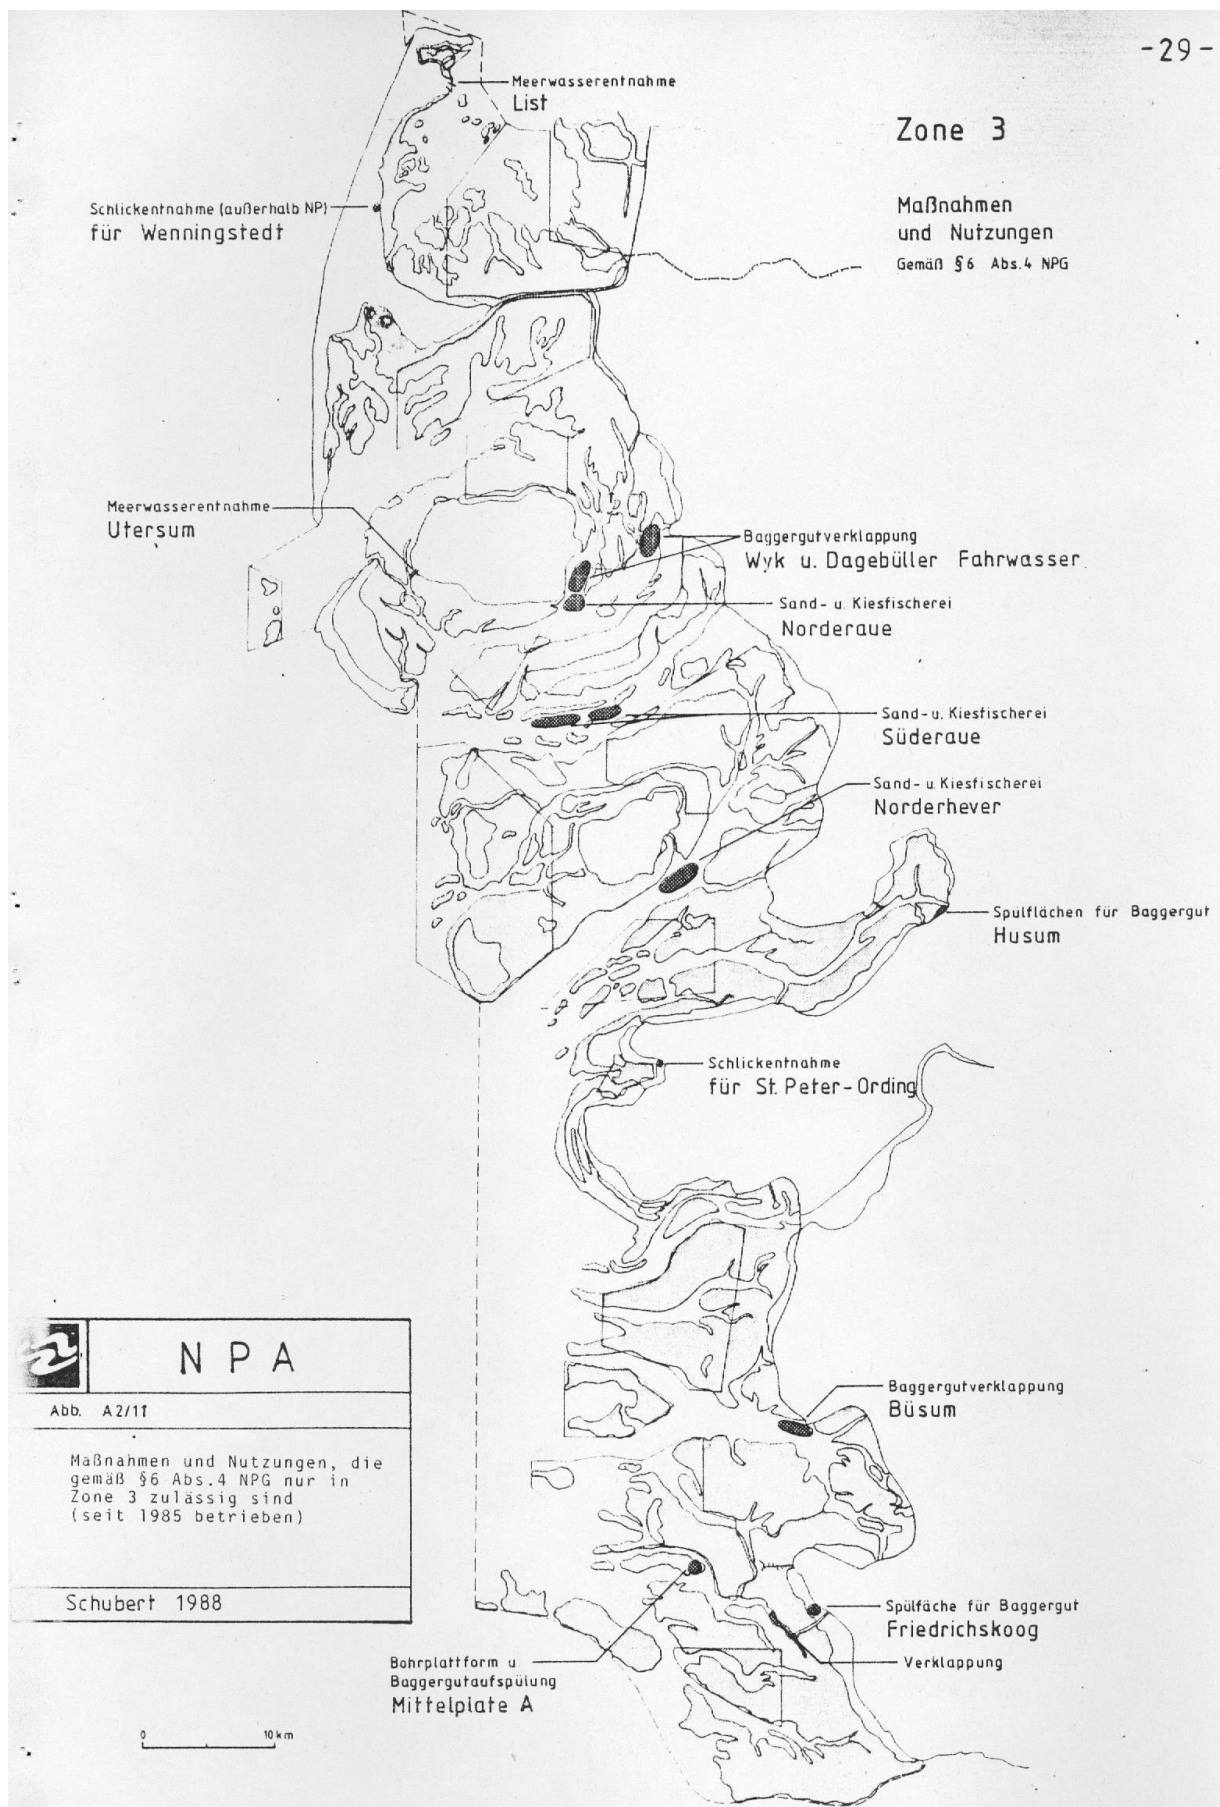 -29-
Meerwasserentnahme
List
Zone 3
Schlickentnahme (außerhalb NP)
für Wenningstedt
Maßnahmen
und Nutzungen
Gemäß §6 Abs.4 NPG
Meerwasserentnahme
Utersum
Baggergutverklappung
Wyk u. Dagebüller Fahrwasser
Sand- u. Kiesfischerei
Norderaue
Sand- u. Kiesfischerei
Süderaue
Sand- u. Kiesfischerei
Norderhever
Spülflächen für Baggergut
Husum
Schlickentnahme
für St. Peter-Ording
NPA
Abb. A2/11
Maßnahmen und Nutzungen, die
gemäß §6 Abs.4 NPG nur in
Zone 3 zulässig sind
(seit 1985 betrieben)
Schubert 1988
Baggergutverklappung
Büsum
Spülfäche für Baggergut
Friedrichskoog
Verklappung
Bohrplattform u.
Baggergutaufspülung
Mittelplate A
0 10 km